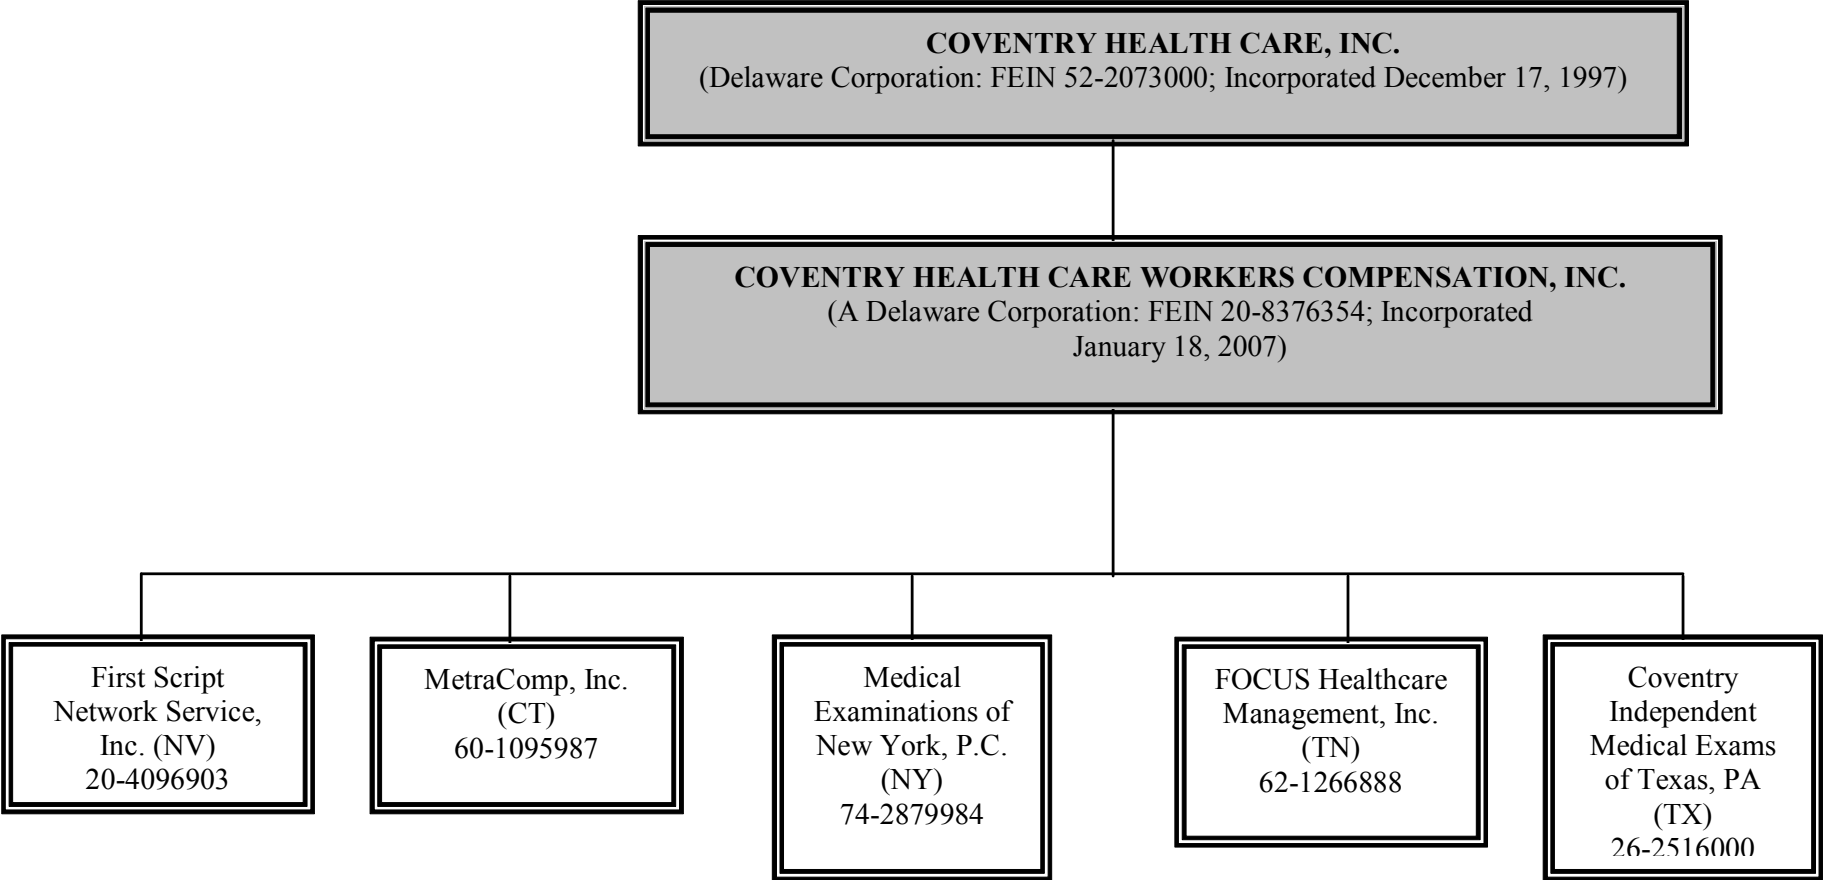 COVENTRY HEALTH CARE, INC.
(Delaware Corporation: FEIN 52-2073000; Incorporated December 17, 1997)
COVENTRY HEALTH CARE WORKERS COMPENSATION, INC.
(A Delaware Corporation: FEIN 20-8376354; Incorporated
January 18, 2007)
First Script
Network Service,
Inc. (NV)
20-4096903
MetraComp, Inc.
(CT)
60-1095987
Medical
Examinations of
New York, P.C.
(NY)
74-2879984
FOCUS Healthcare
Management, Inc.
(TN)
62-1266888
Coventry
Independent
Medical Exams
of Texas, PA
(TX)
26-2516000